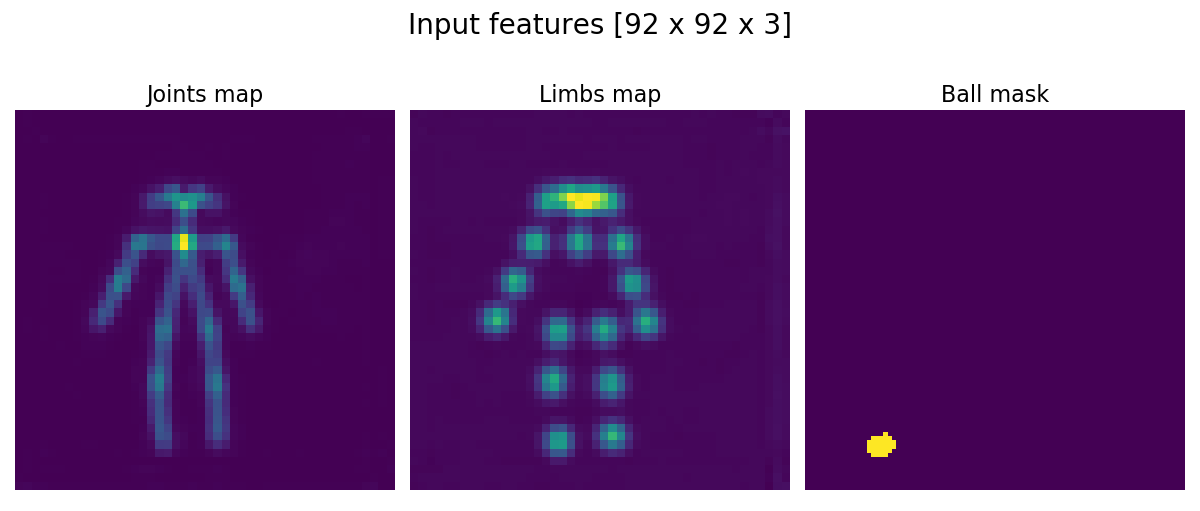 Input features [92 x 92 x 3]
Joints map
Limbs map
Ball mask